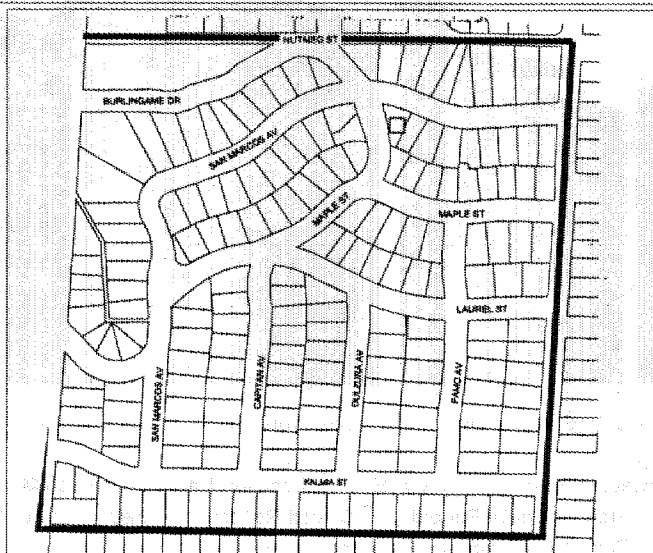 NUTMEG ST
BURLINGAME DR
SAN MARCOS AV
MAPLE ST
MAPLE ST
LAUREL ST
SAN MARCOS AV
CAPITAN AV
DULZURA AV
FAMC AV
KALMIA ST